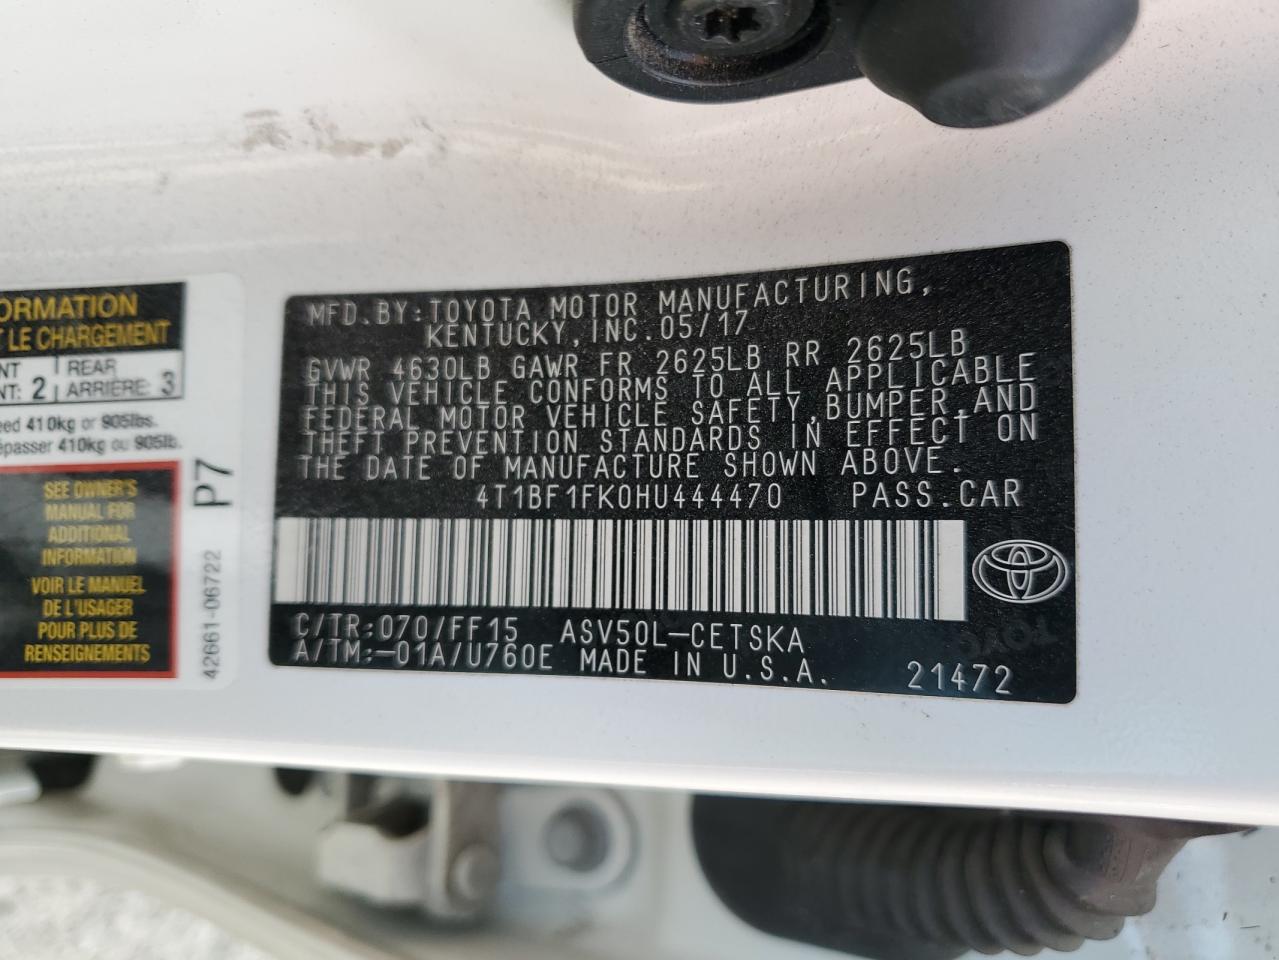 ORMATION
T LE CHARGEMENT
NT REAR
NT: 2 ARRIÈRE: 3
eed 410kg or 905lbs.
épasser 410kg ou 905lb.
SEE OWNER'S
MANUAL FOR
ADDITIONAL
INFORMATION
VOIR LE MANUEL
DE L'USAGER
POUR PLUS DE
RENSEIGNEMENTS
P7
42661-06722
MFD.BY:TOYOTA MOTOR MANUFACTURING,
KENTUCKY,INC.05/17
GVWR 4630LB GAWR FR 2625LB RR 2625LB
THIS VEHICLE CONFORMS TO ALL APPLICABLE
FEDERAL MOTOR VEHICLE SAFETY,BUMPER,AND
THEFT PREVENTION STANDARDS IN EFFECT ON
THE DATE OF MANUFACTURE SHOWN ABOVE.
4T1BF1FK0HU444470 PASS.CAR
C/TR:070/FF15 ASV50L-CETSKA
A/TM:-01A/U760E MADE IN U.S.A. 21472